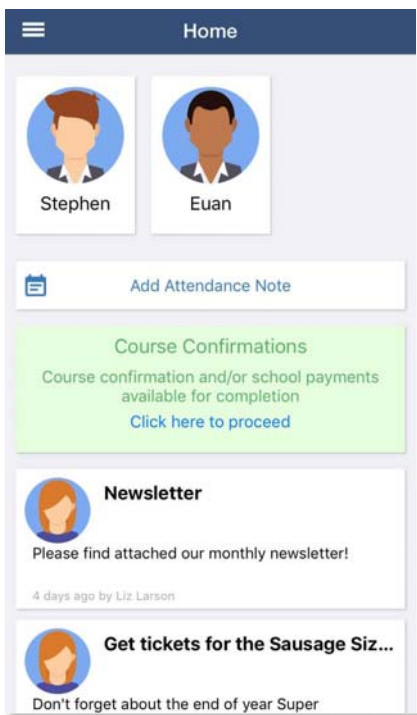 Home
Stephen
Euan
Add Attendance Note
Course Confirmations
Course confirmation and/or school payments
available for completion
Click here to proceed
Newsletter
Please find attached our monthly newsletter!
4 days ago by Liz Larson
Get tickets for the Sausage Siz...
Don't forget about the end of year Super